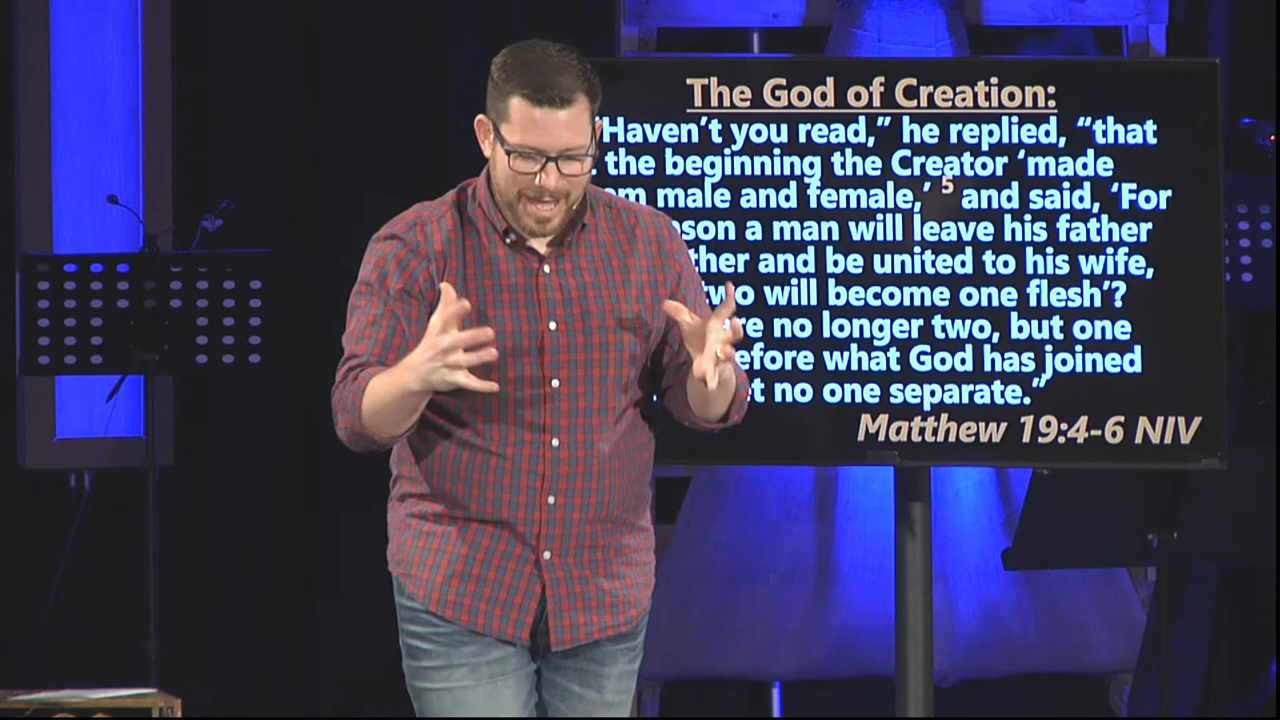 The God of Creation:
“Haven’t you read,” he replied, “that
the beginning the Creator ‘made
male and female,’ 5 and said, ‘For
a man will leave his father
and be united to his wife,
two will become one flesh’?
no longer two, but one
what God has joined
no one separate.”
Matthew 19:4-6 NIV